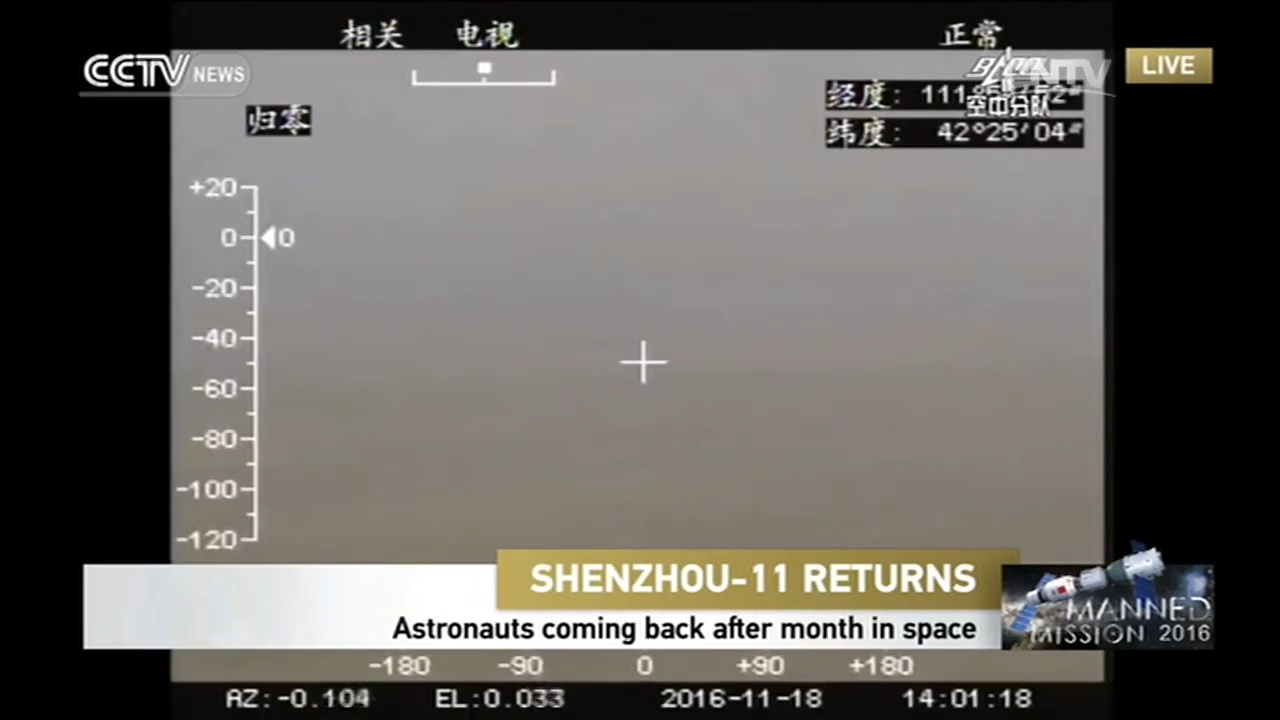 相关 电视 正常
CCTV NEWS
LIVE
归零
经度: 111°
空中分队
纬度: 42°25′04″
+20
0 0
-20
-40
-60
-80
-100
-120
SHENZHOU-11 RETURNS
Astronauts coming back after month in space
MANNED
MISSION 2016
-180 -90 0 +90 +180
AZ:-0.104 EL:0.033 2016-11-18 14:01:18